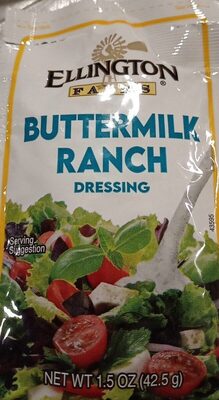 ELLINGTON
FARMS®
BUTTERMILK
RANCH
DRESSING
Serving
Suggestion
NET WT 1.5 OZ (42.5 g)